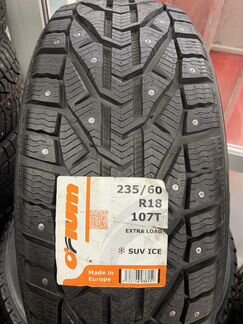 ORIUM
235/60
R18
107T
EXTRA LOAD
SUV ICE
Made in
Europe